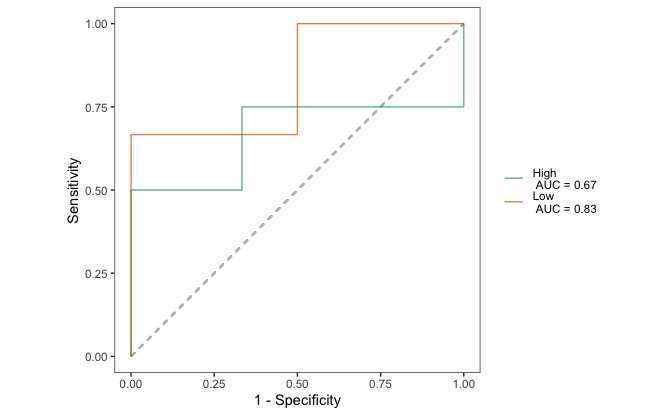 1.00
0.75
0.50
0.25
0.00
Sensitivity
0.00 0.25 0.50 0.75 1.00
1 - Specificity
High
AUC = 0.67
Low
AUC = 0.83